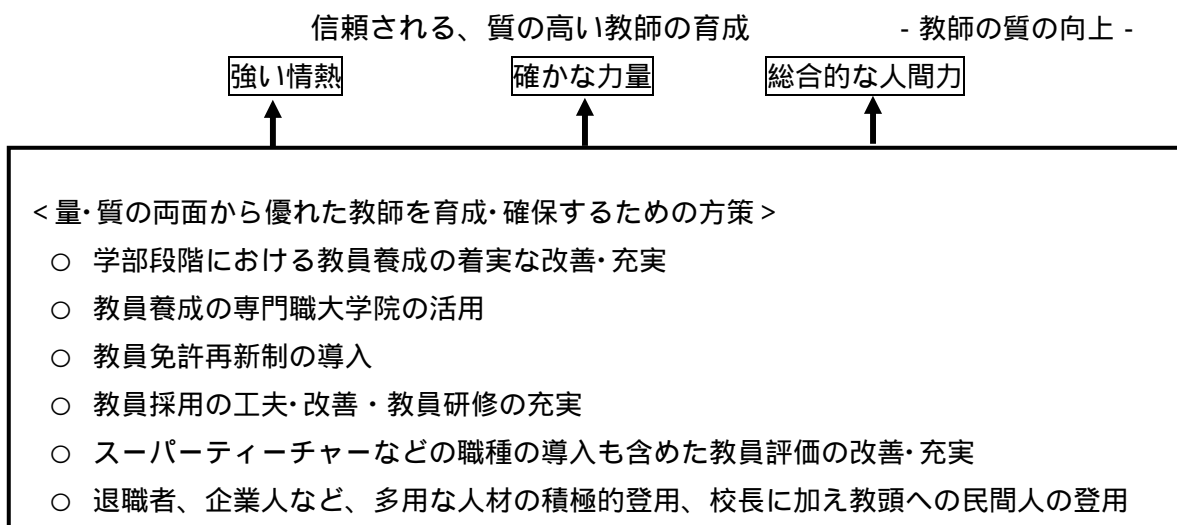 信頼される、質の高い教師の育成 - 教師の質の向上 -
強い情熱 確かな力量 総合的な人間力
<量・質の両面から優れた教師を育成・確保するための方策>
○ 学部段階における教員養成の着実な改善・充実
○ 教員養成の専門職大学院の活用
○ 教員免許再新制の導入
○ 教員採用の工夫・改善・教員研修の充実
○ スーパーティーチャーなどの職種の導入も含めた教員評価の改善・充実
○ 退職者、企業人など、多用な人材の積極的登用、校長に加え教頭への民間人の登用